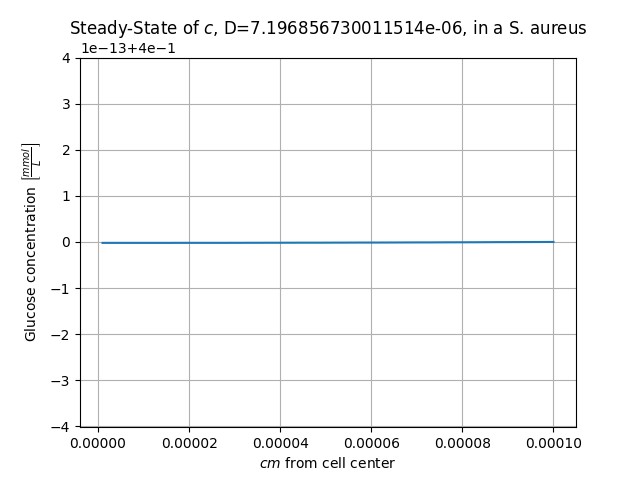 Steady-State of c, D=7.196856730011514e-06, in a S. aureus
1e−13+4e−1
4
3
2
1
0
−1
−2
−3
−4
Glucose concentration [mmol/L]
0.00000 0.00002 0.00004 0.00006 0.00008 0.00010
cm from cell center